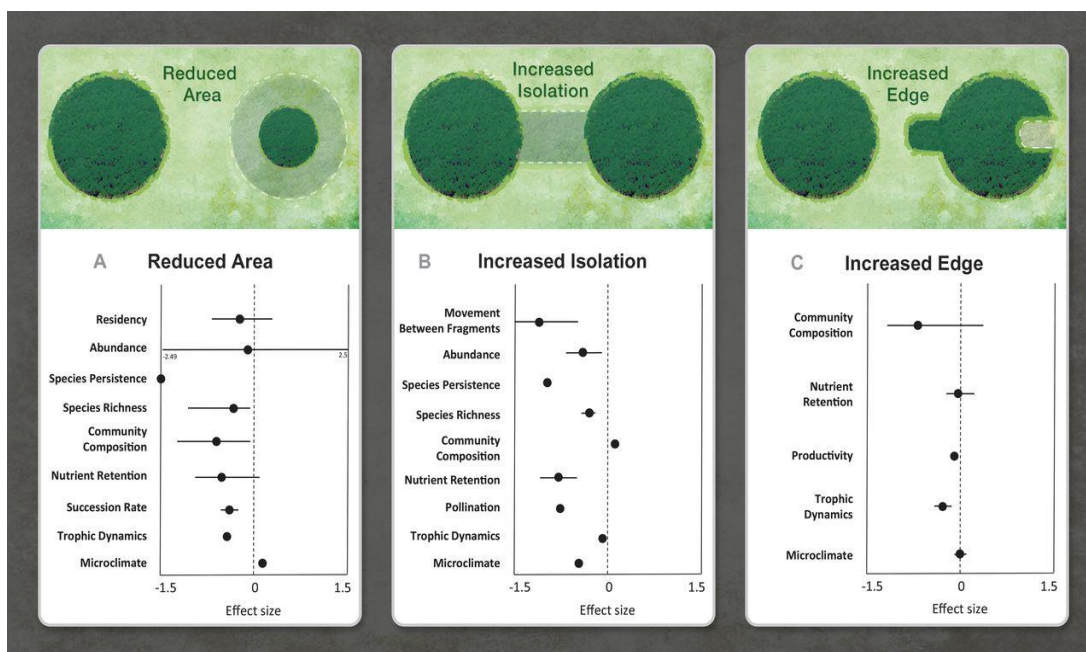 Reduced
Area
Increased
Isolation
Increased
Edge
A Reduced Area
Residency
Abundance
-2.49
2.5
Species Persistence
Species Richness
Community
Composition
Nutrient Retention
Succession Rate
Trophic Dynamics
Microclimate
-1.5 0 1.5
Effect size
B Increased Isolation
Movement
Between Fragments
Abundance
Species Persistence
Species Richness
Community
Composition
Nutrient Retention
Pollination
Trophic Dynamics
Microclimate
-1.5 0 1.5
Effect size
C Increased Edge
Community
Composition
Nutrient
Retention
Productivity
Trophic
Dynamics
Microclimate
-1.5 0 1.5
Effect size